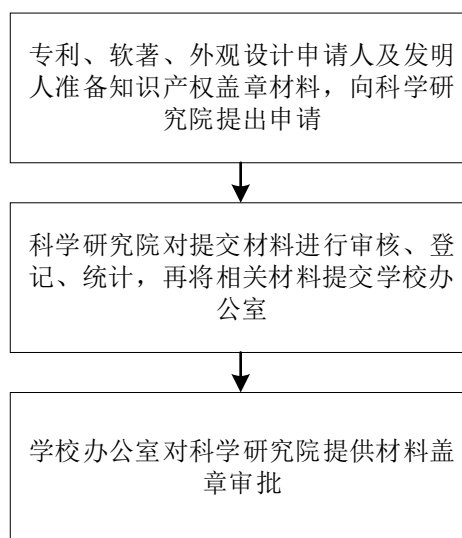 专利、软著、外观设计申请人及发明
人准备知识产权盖章材料，向科学研
究院提出申请
科学研究院对提交材料进行审核、登
记、统计，再将相关材料提交学校办
公室
学校办公室对科学研究院提供材料盖
章审批